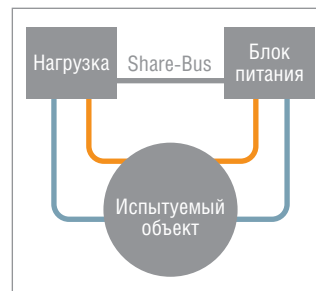 Нагрузка
Share-Bus
Блок
питания
Испытуемый
объект